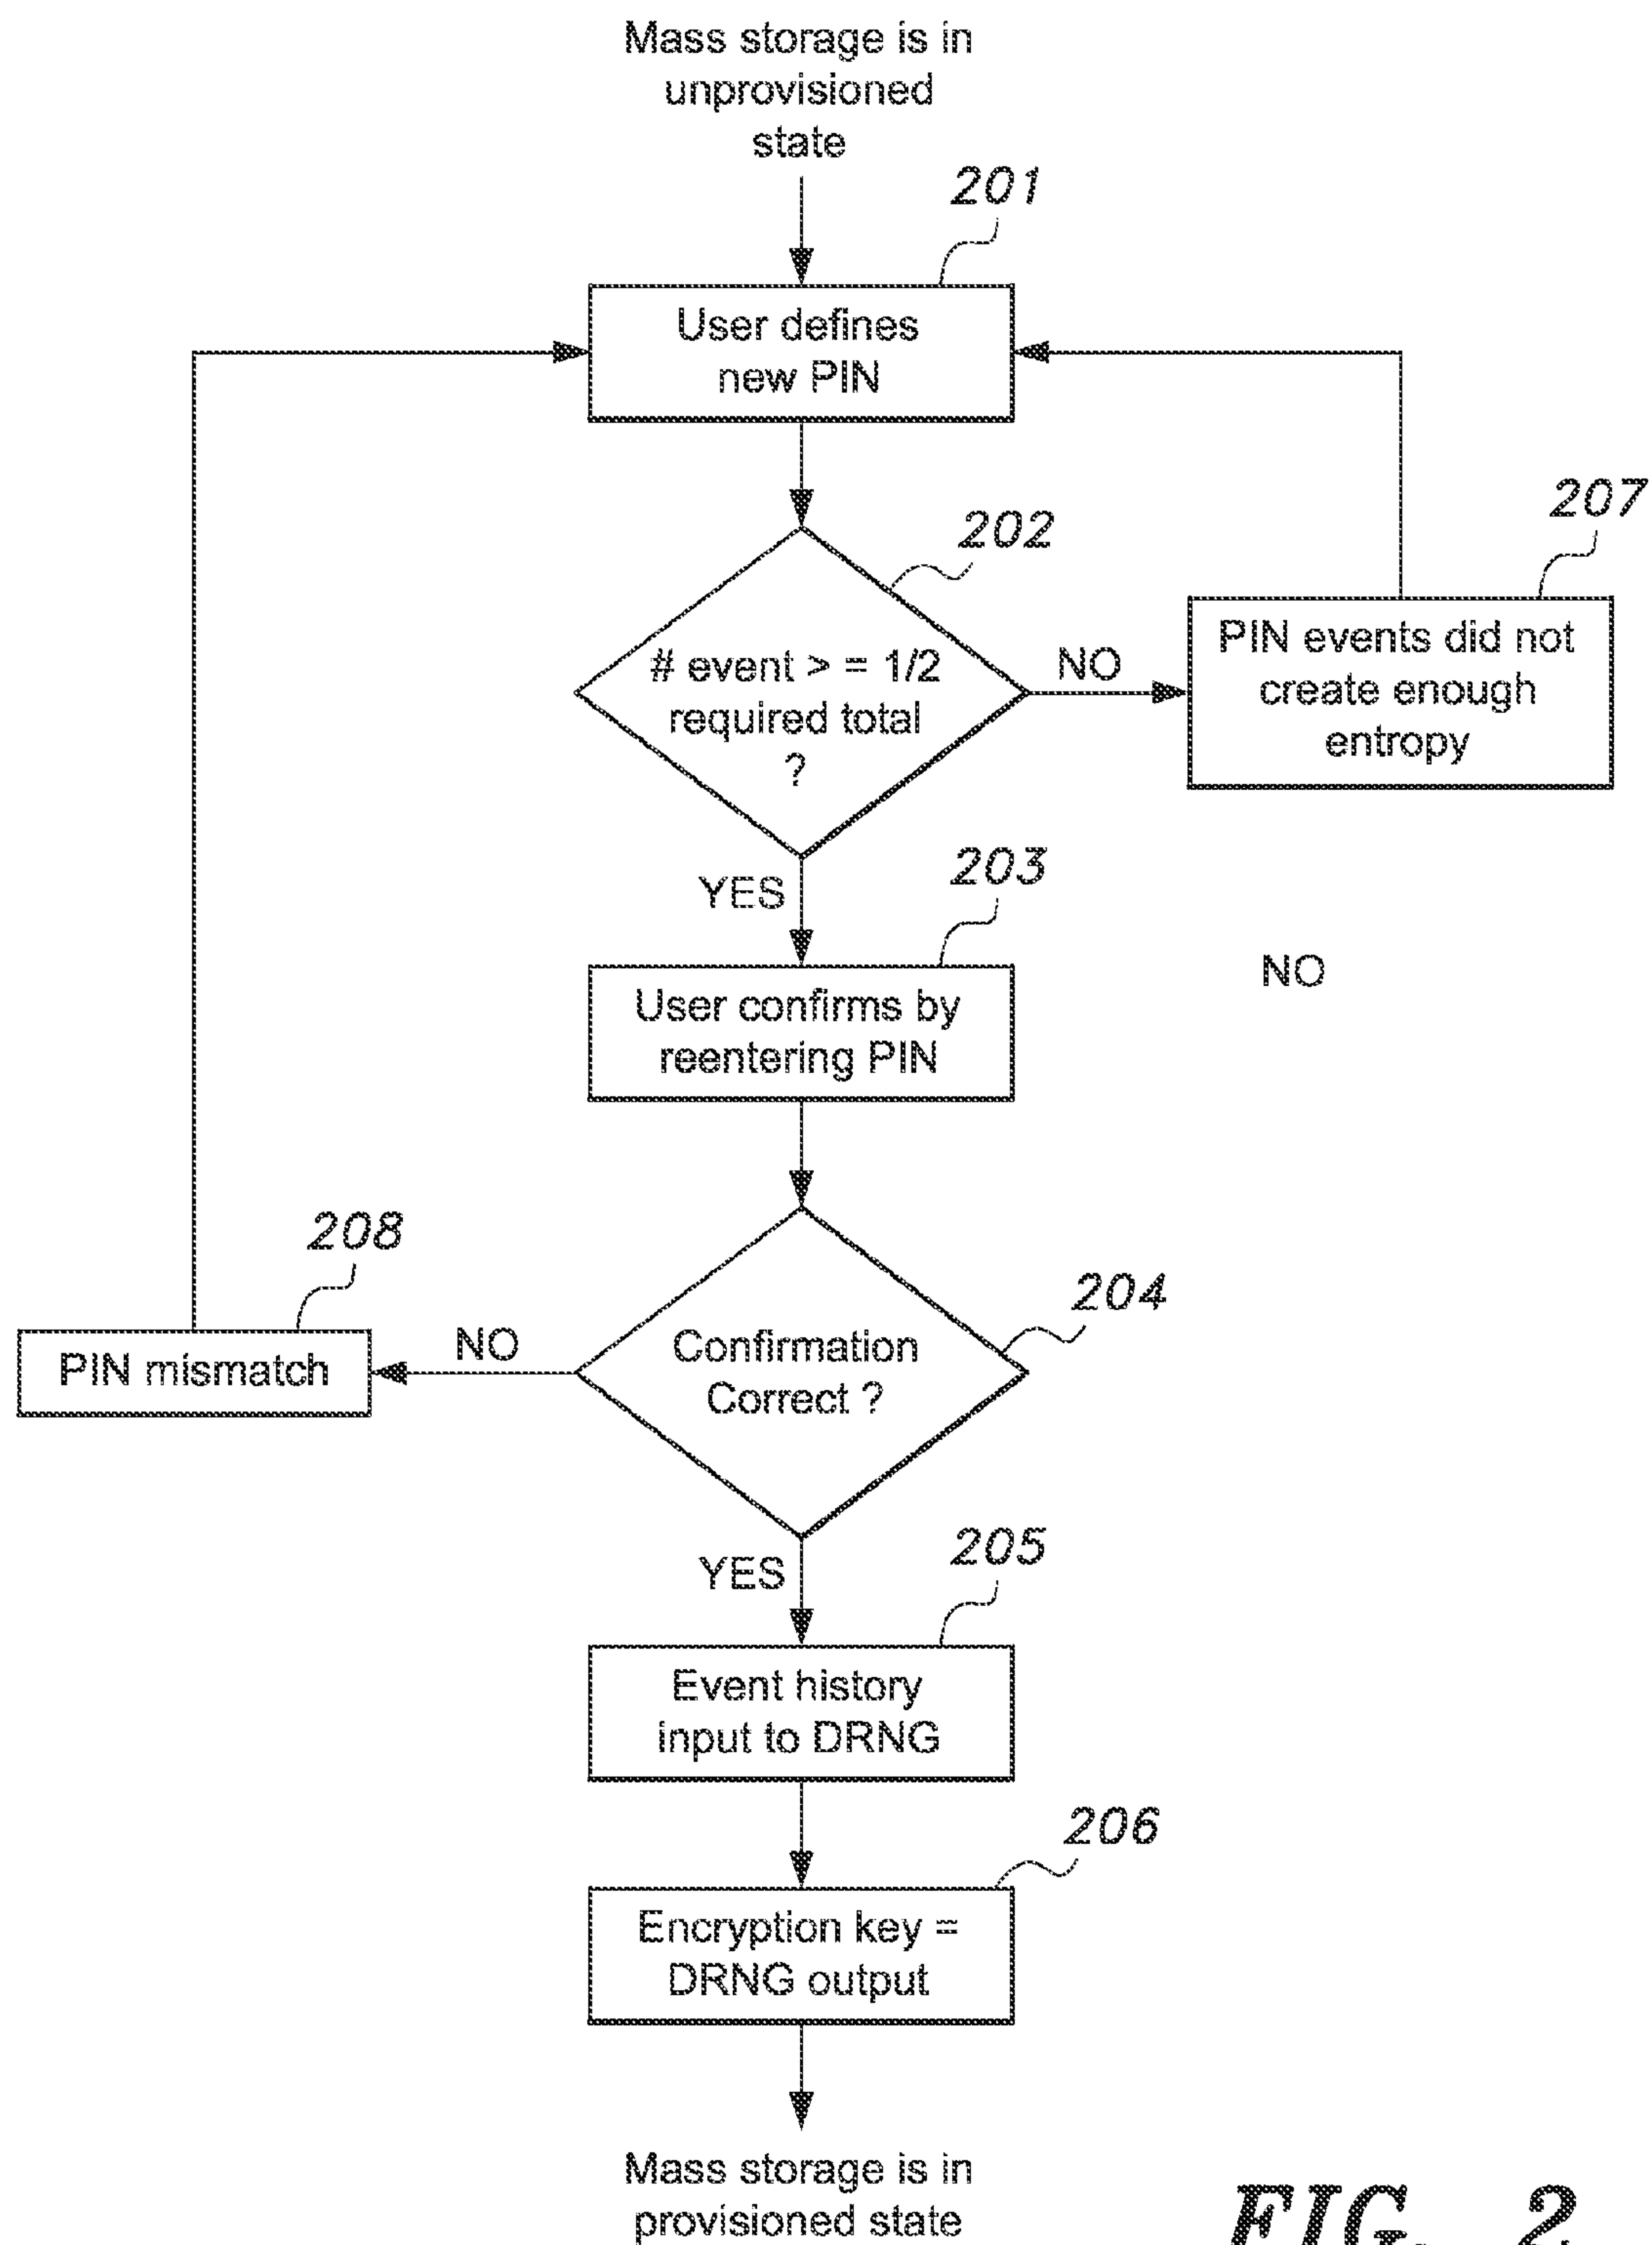 Mass storage is in
unprovisioned
state
201
User defines
new PIN
202
# event > = 1/2
required total
?
NO
207
PIN events did not
create enough
entropy
YES
203
User confirms by
reentering PIN
NO
208
PIN mismatch
NO
204
Confirmation
Correct ?
YES
205
Event history
input to DRNG
206
Encryption key =
DRNG output
Mass storage is in
provisioned state
FIG. 2